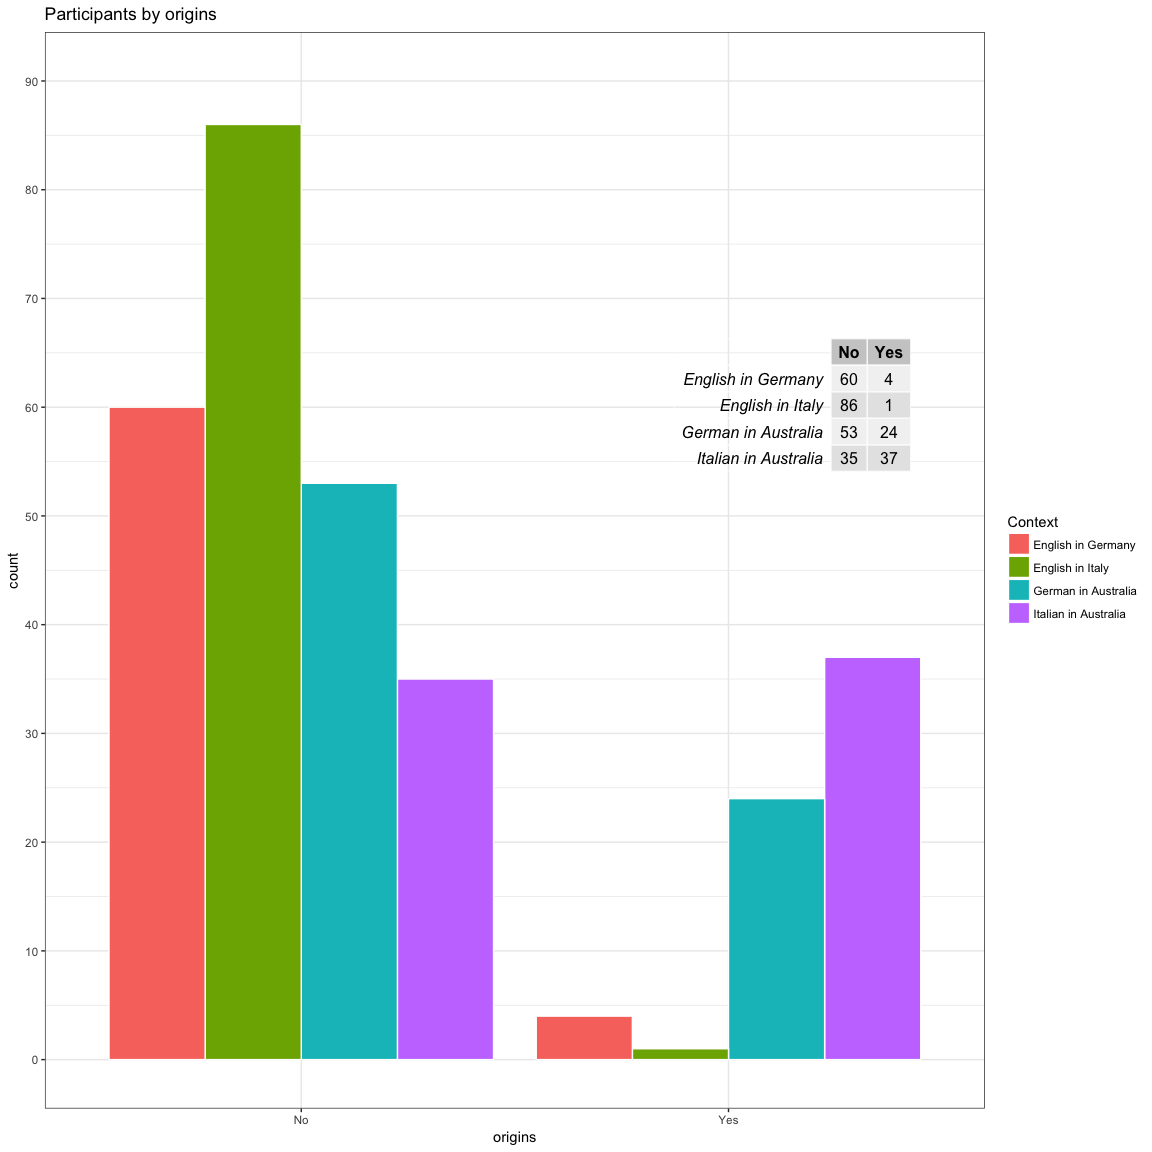 Participants by origins
90
80
70
60
50
40
30
20
10
0
count
No Yes
English in Germany 60 4
English in Italy 86 1
German in Australia 53 24
Italian in Australia 35 37
Context
English in Germany
English in Italy
German in Australia
Italian in Australia
No Yes
origins